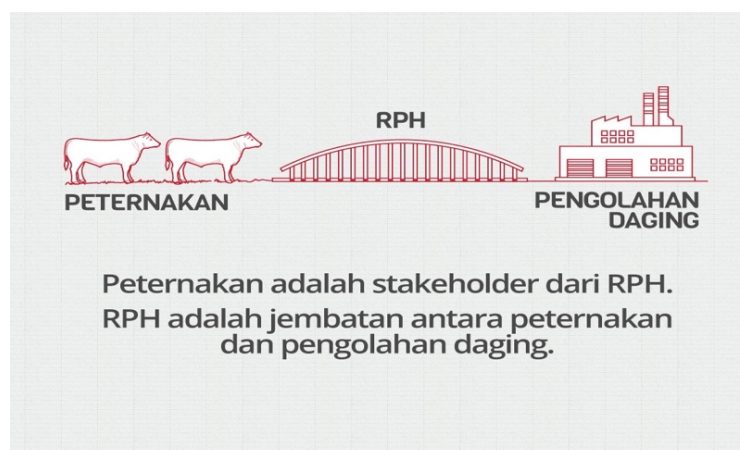 RPH
PETERNAKAN
PENGOLAHAN
DAGING
Peternakan adalah stakeholder dari RPH.
RPH adalah jembatan antara peternakan
dan pengolahan daging.